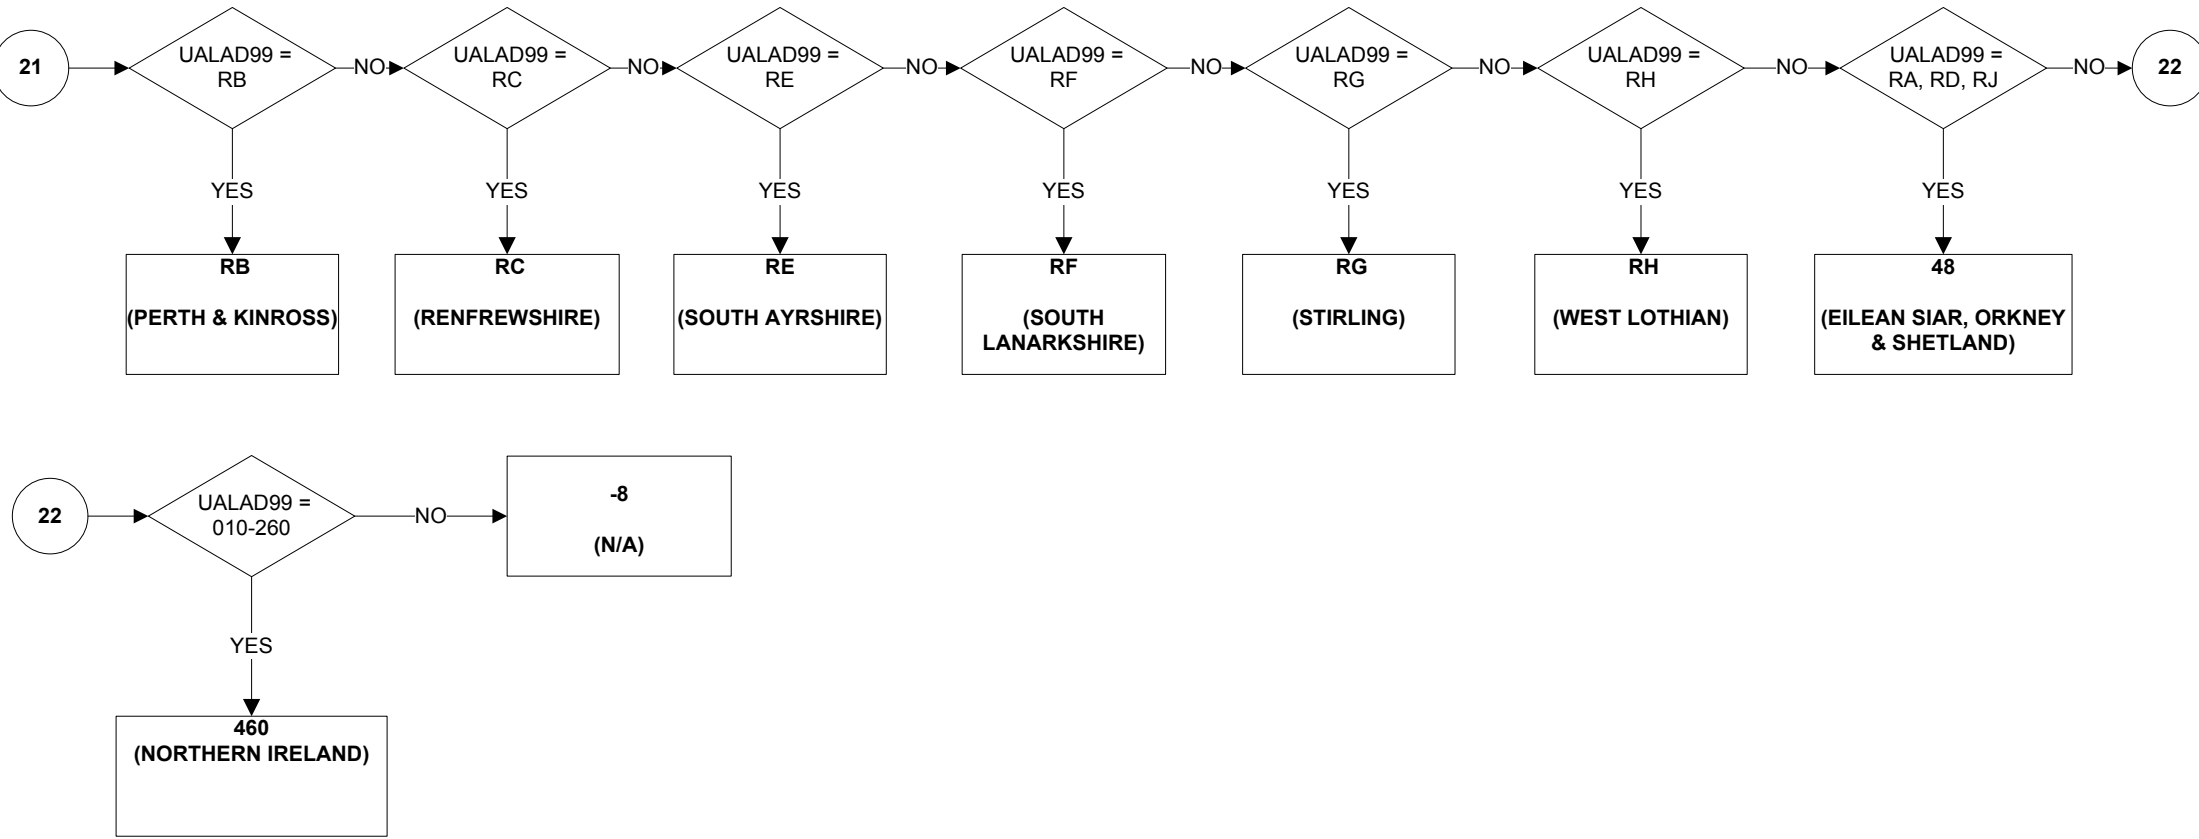 21
UALAD99 =
RB
NO
UALAD99 =
RC
NO
UALAD99 =
RE
NO
UALAD99 =
RF
NO
UALAD99 =
RG
NO
UALAD99 =
RH
NO
UALAD99 =
RA, RD, RJ
NO
22
YES
YES
YES
YES
YES
YES
YES
RB
(PERTH & KINROSS)
RC
(RENFREWSHIRE)
RE
(SOUTH AYRSHIRE)
RF
(SOUTH
LANARKSHIRE)
RG
(STIRLING)
RH
(WEST LOTHIAN)
48
(EILEAN SIAR, ORKNEY
& SHETLAND)
22
UALAD99 =
010-260
NO
-8
(N/A)
YES
460
(NORTHERN IRELAND)